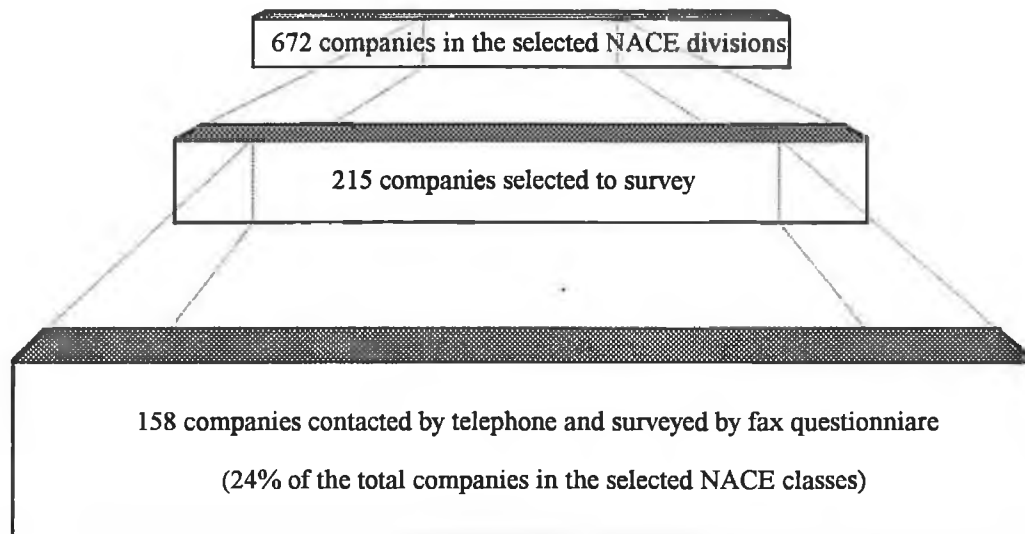 672 companies in the selected NACE divisions
215 companies selected to survey
158 companies contacted by telephone and surveyed by fax questionniare
(24% of the total companies in the selected NACE classes)